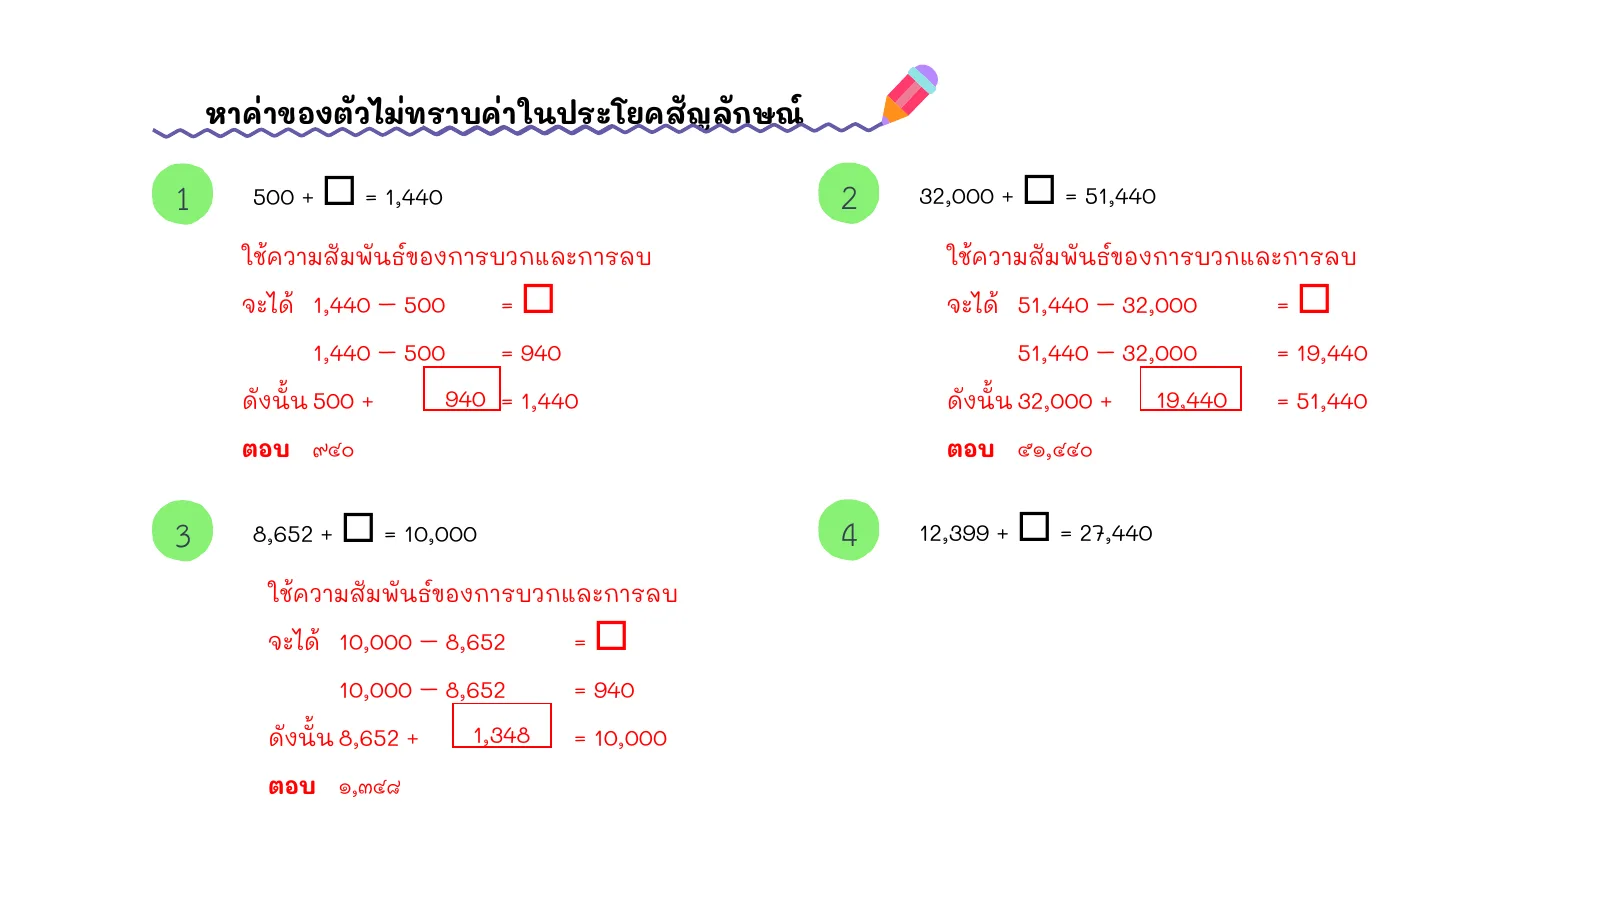 หาค่าของตัวไม่ทราบค่าในประโยคสัญลักษณ์
1
500 + □ = 1,440
ใช้ความสัมพันธ์ของการบวกและการลบ
จะได้ 1,440 – 500 = □
1,440 – 500 = 940
ดังนั้น 500 + 940 = 1,440
ตอบ ๙๔๐
2
32,000 + □ = 51,440
ใช้ความสัมพันธ์ของการบวกและการลบ
จะได้ 51,440 – 32,000 = □
51,440 – 32,000 = 19,440
ดังนั้น 32,000 + 19,440 = 51,440
ตอบ ๕๑,๔๔๐
3
8,652 + □ = 10,000
ใช้ความสัมพันธ์ของการบวกและการลบ
จะได้ 10,000 – 8,652 = □
10,000 – 8,652 = 940
ดังนั้น 8,652 + 1,348 = 10,000
ตอบ ๑,๓๔๘
4
12,399 + □ = 27,440